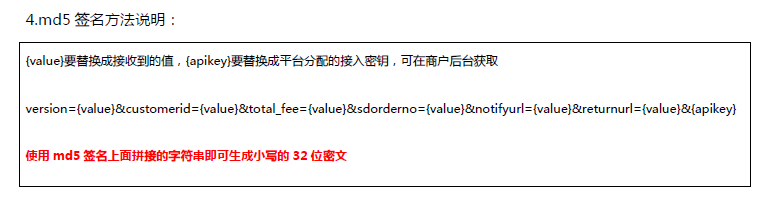 4.md5 签名方法说明：
{value}要替换成接收到的值，{apikey}要替换成平台分配的接入密钥，可在商户后台获取
version={value}&customerid={value}&total_fee={value}&sdorderno={value}&notifyurl={value}&returnurl={value}&{apikey}
使用 md5 签名上面拼接的字符串即可生成小写的 32 位密文